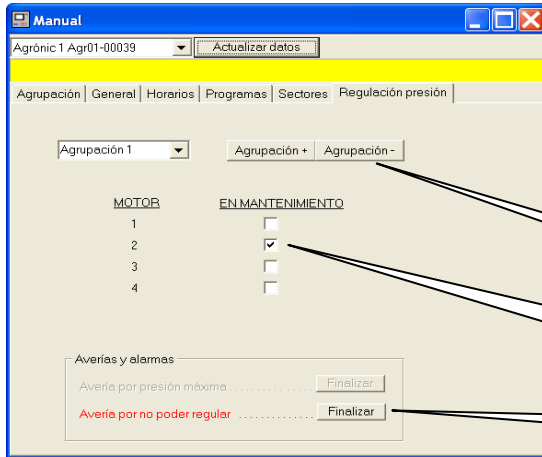 Manual
Agrónic 1 Agr01-00039 Actualizar datos
Agrupación General Horarios Programas Sectores Regulación presión
Agrupación 1 Agrupación + Agrupación -
MOTOR EN MANTENIMIENTO
1
2
3
4
Averías y alarmas
Avería por presión máxima ............. Finalizar
Avería por no poder regular ............. Finalizar